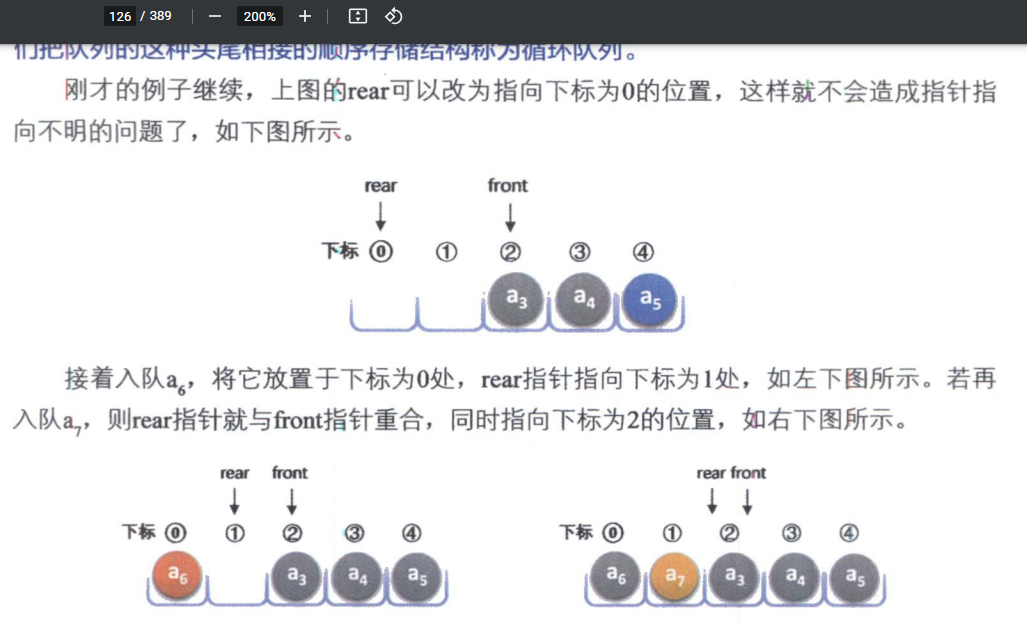 126 / 389 200%
们把队列的这种头尾相接的顺序存储结构称为循环队列。
刚才的例子继续，上图的rear可以改为指向下标为0的位置，这样就不会造成指针指
向不明的问题了，如下图所示。
rear front
下标 ⓪ ① ② ③ ④
a3 a4 a5
接着入队a6，将它放置于下标为0处，rear指针指向下标为1处，如左下图所示。若再
入队a7，则rear指针就与front指针重合，同时指向下标为2的位置，如右下图所示。
rear front
下标 ⓪ ① ② ③ ④
a6 a3 a4 a5
rear front
下标 ⓪ ① ② ③ ④
a6 a7 a3 a4 a5